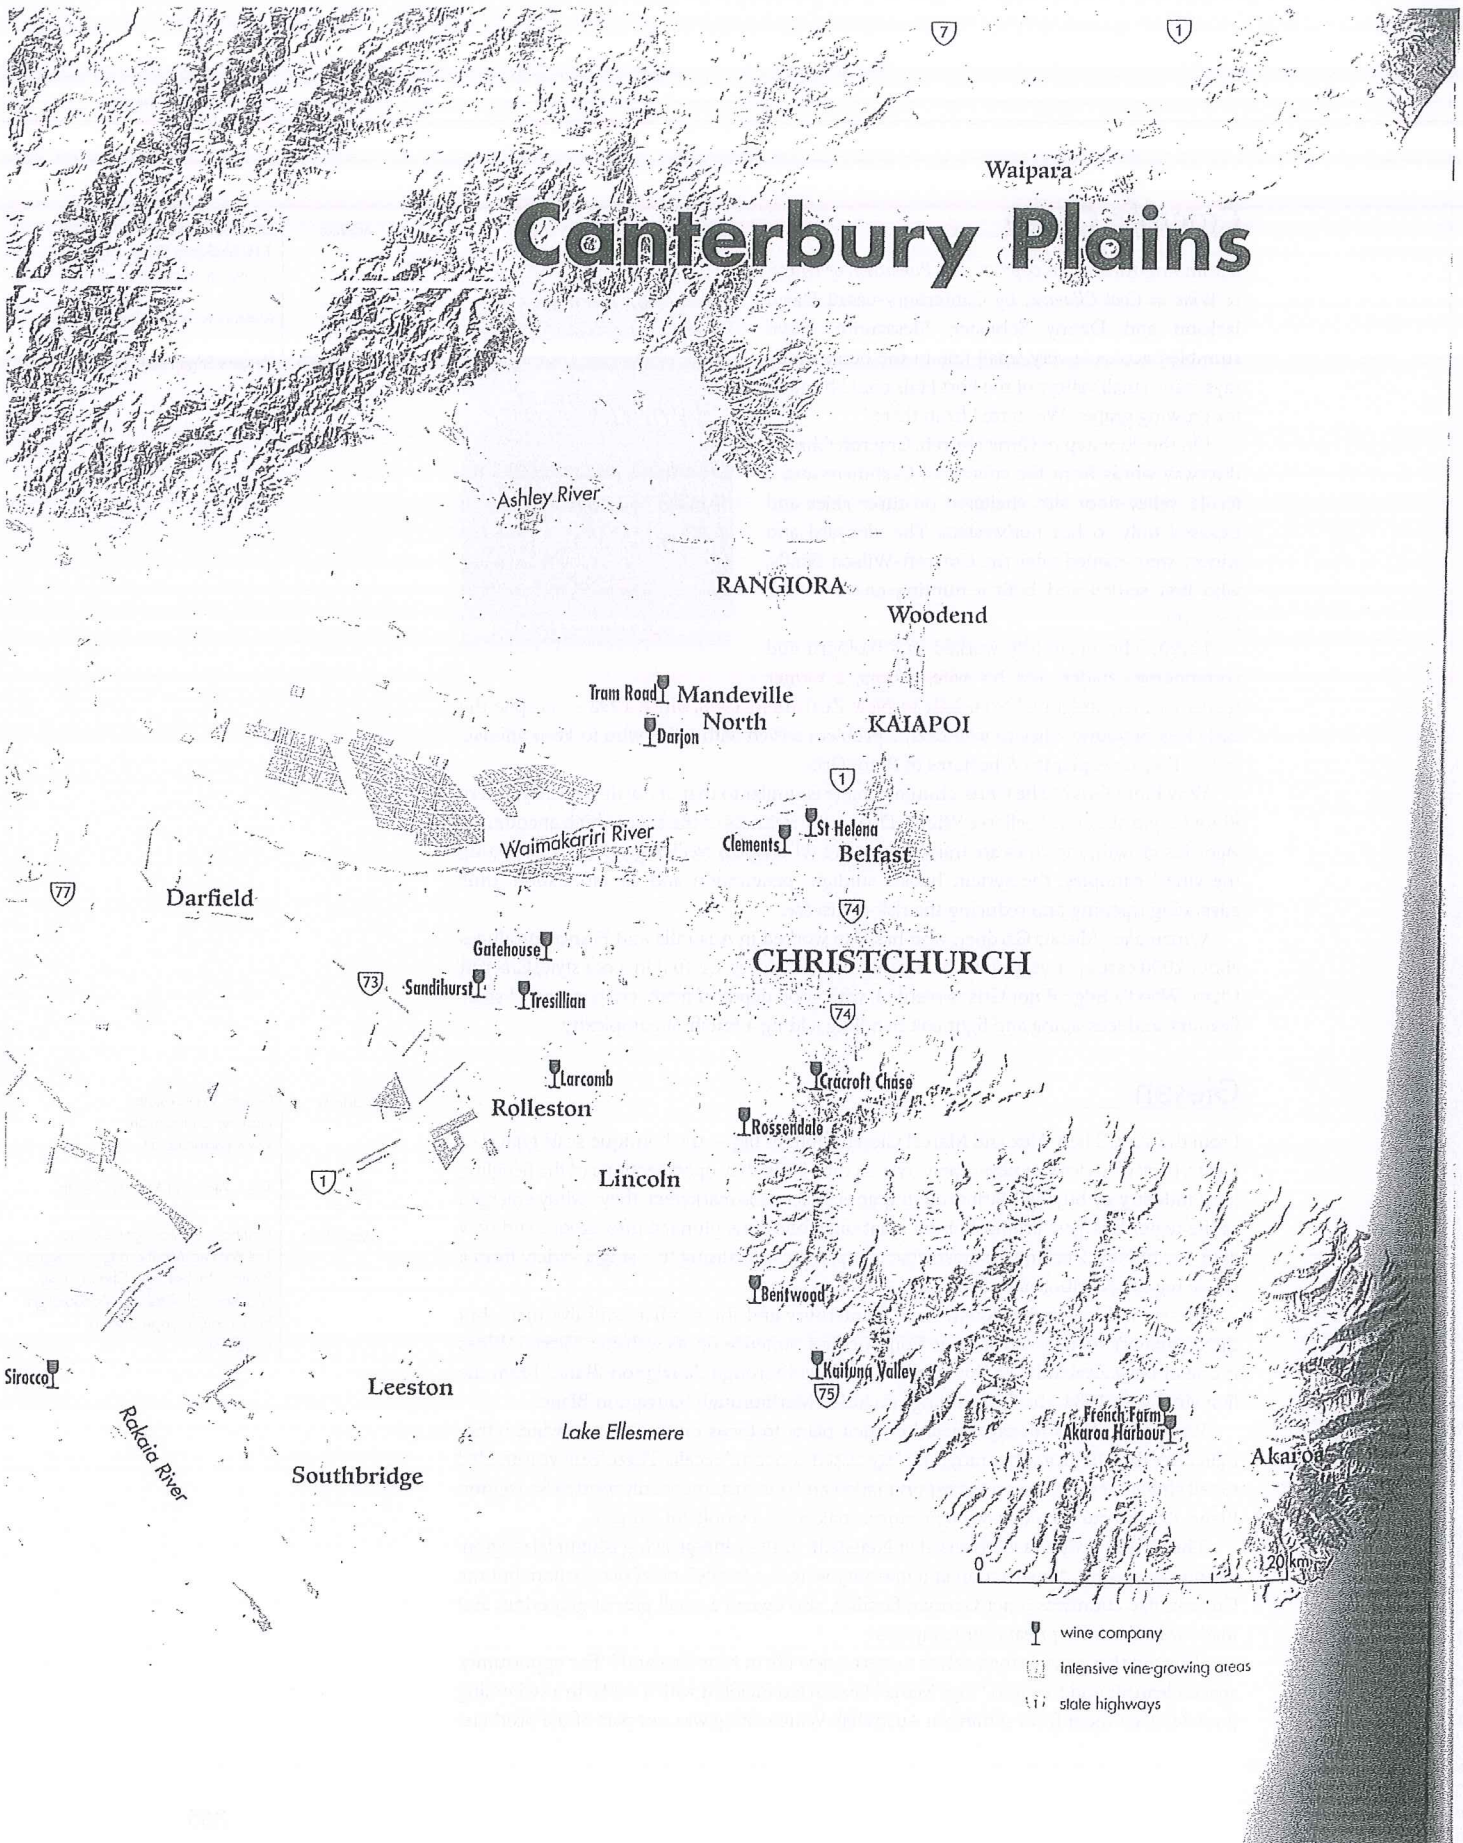 7
1
Waipara
Canterbury Plains
Ashley River
RANGIORA
Woodend
Tram Road
Mandeville
North
Darjon
KAIAPOI
1
St Helena
Clements
Belfast
Waimakariri River
77
Darfield
74
Gatehouse
CHRISTCHURCH
73
Sandihurst
Tresillian
74
Larcomb
Cracroft Chase
Rolleston
Rossendale
1
Lincoln
Bentwood
Sirocco
Kaituna Valley
75
Leeston
French Farm
Akaroa Harbour
Lake Ellesmere
Akaroa
Rakaia River
Southbridge
0
20 km
wine company
intensive vine-growing areas
1
state highways